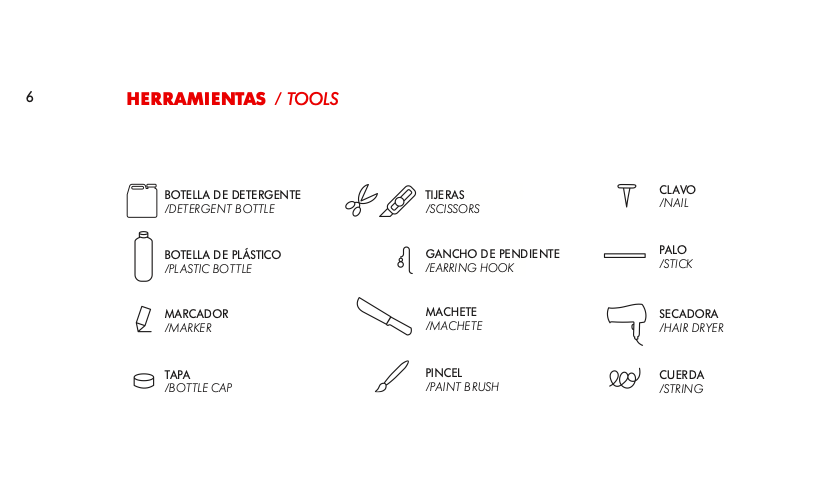 6
HERRAMIENTAS / TOOLS
BOTELLA DE DETERGENTE
/DETERGENT BOTTLE
BOTELLA DE PLÁSTICO
/PLASTIC BOTTLE
MARCADOR
/MARKER
TAPA
/BOTTLE CAP
TIJERAS
/SCISSORS
GANCHO DE PENDIENTE
/EARRING HOOK
MACHETE
/MACHETE
PINCEL
/PAINT BRUSH
CLAVO
/NAIL
PALO
/STICK
SECADORA
/HAIR DRYER
CUERDA
/STRING